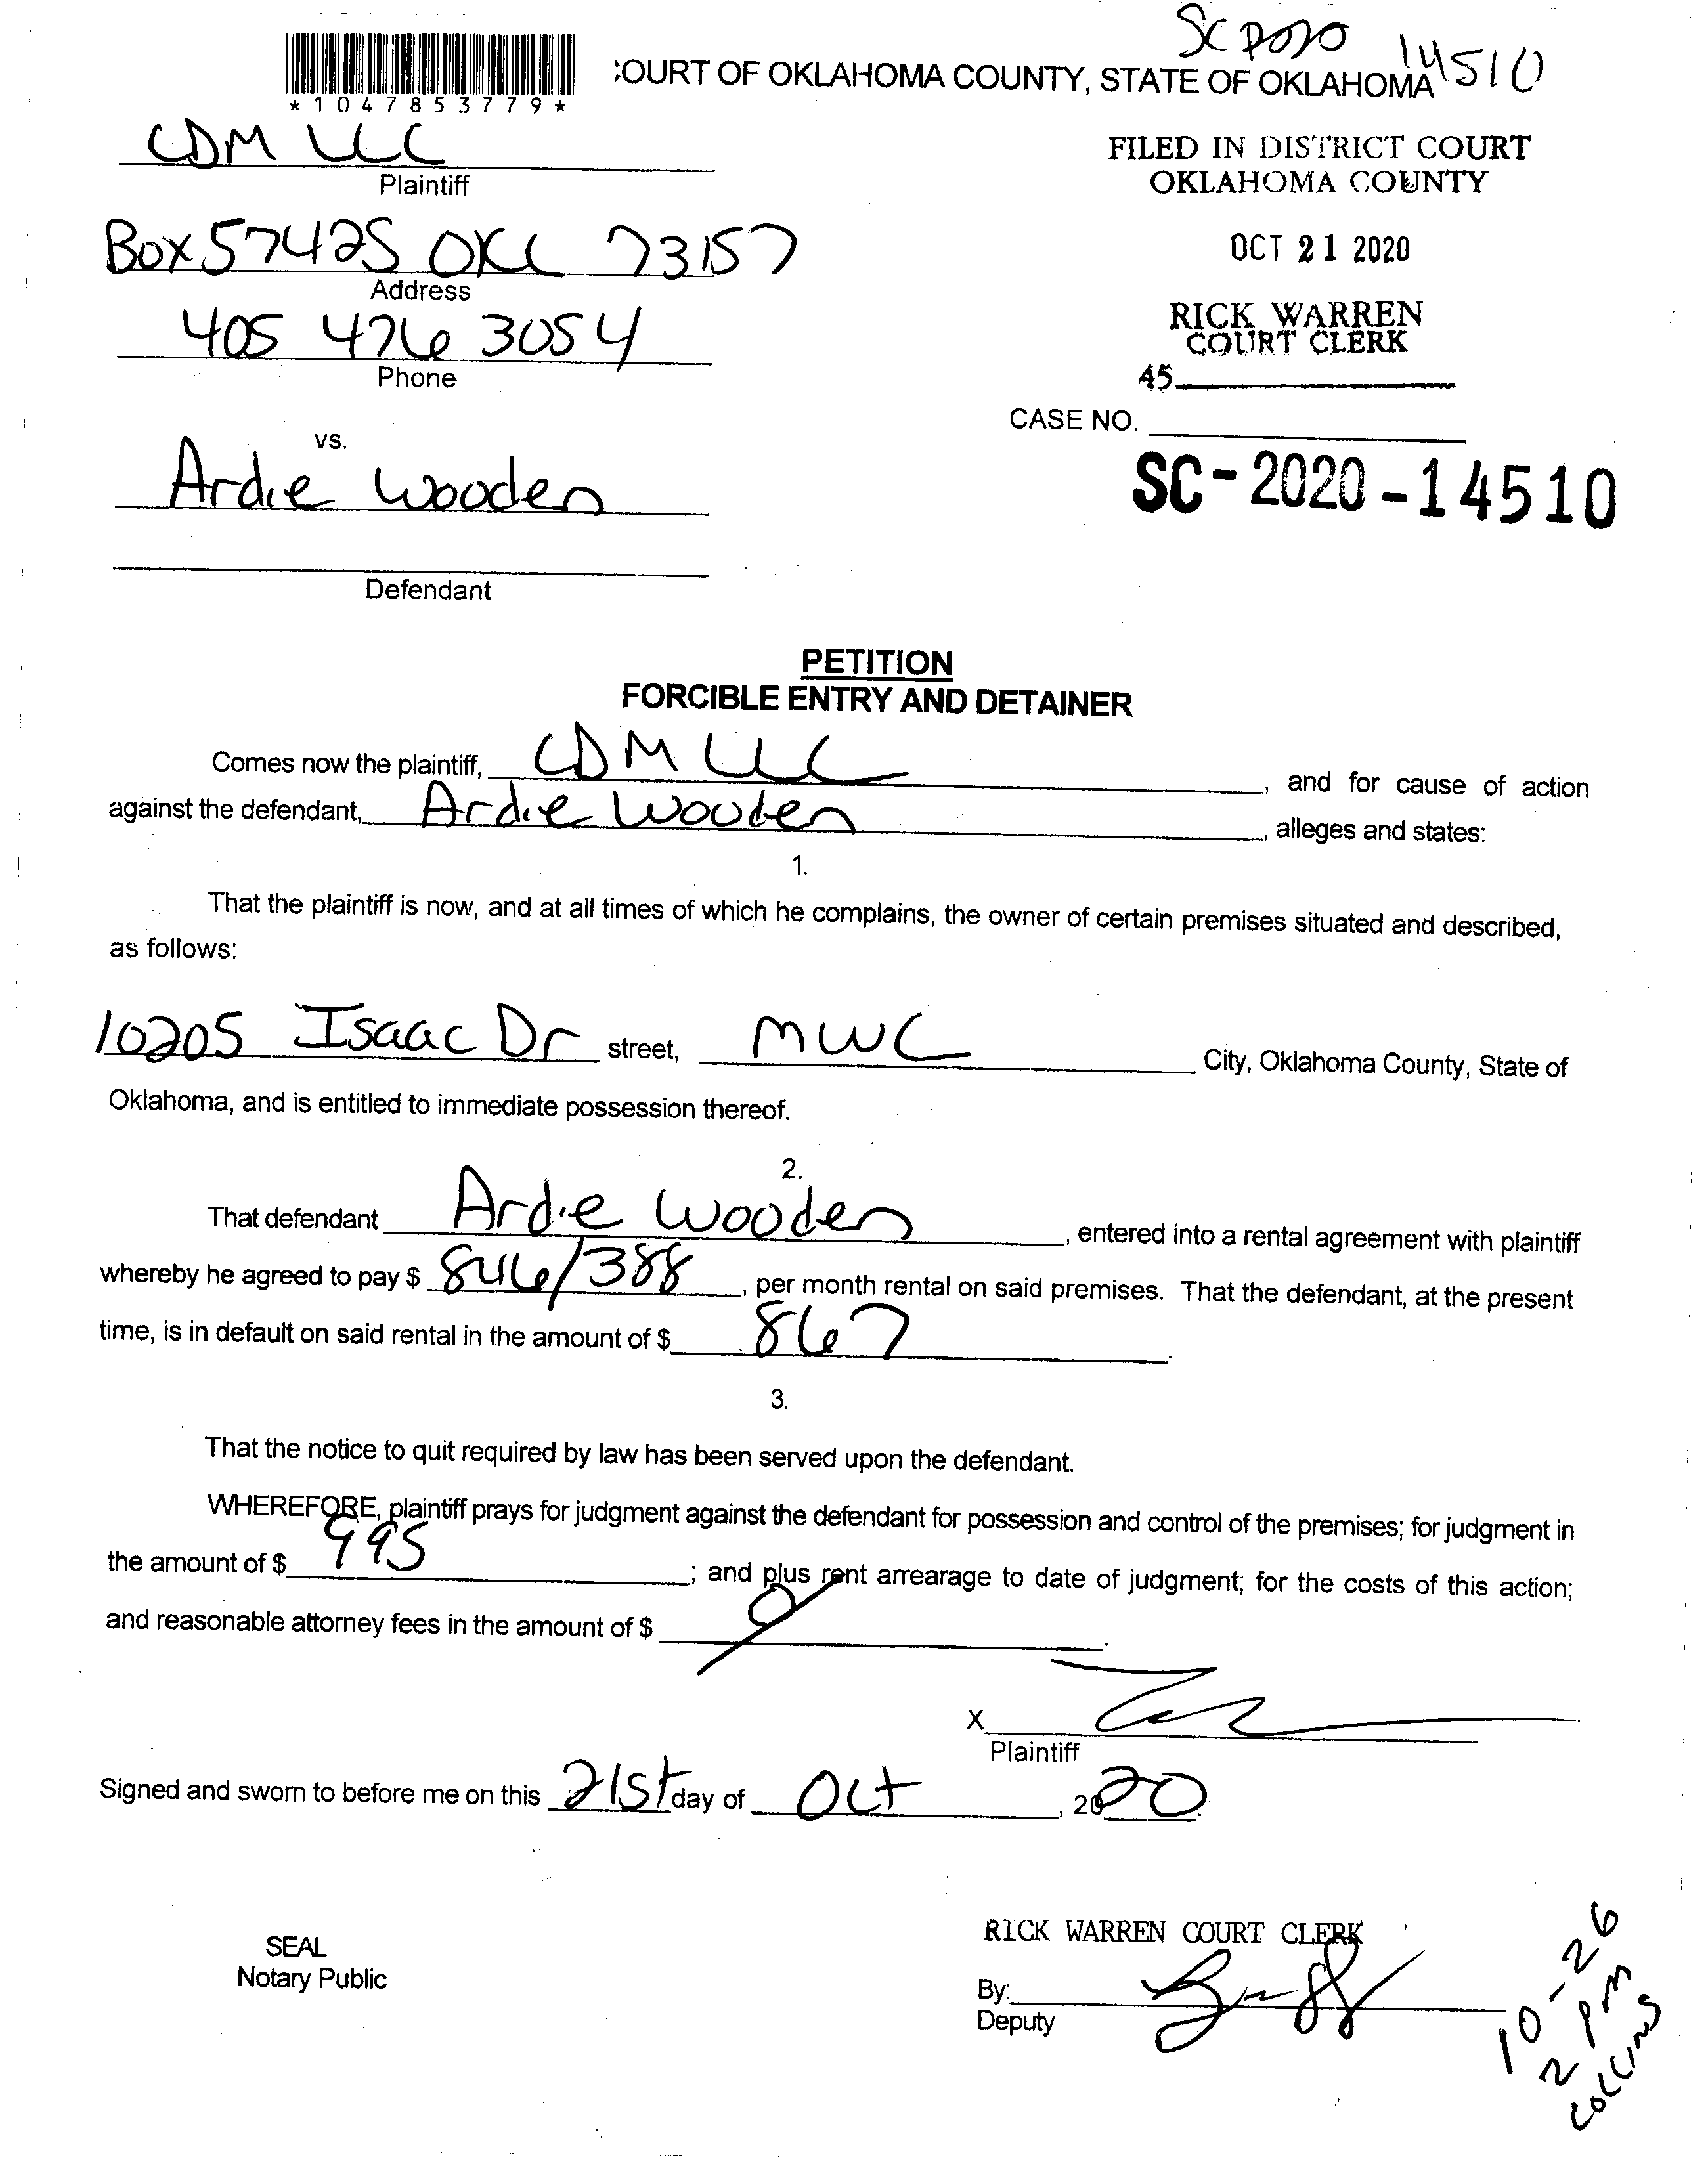 SC 2020 14510
:OURT OF OKLAHOMA COUNTY, STATE OF OKLAHOMA
*1047853779*
CDM LLC
Plaintiff
FILED IN DISTRICT COURT
OKLAHOMA COUNTY
Box 57425 OKC 73157
Address
OCT 21 2020
405 476 3054
Phone
RICK WARREN
COURT CLERK
45
CASE NO.
vs.
Ardie Wooden
SC-2020-14510
Defendant
PETITION
FORCIBLE ENTRY AND DETAINER
Comes now the plaintiff, CDM LLC, and for cause of action
against the defendant, Ardie Wooden, alleges and states:
1.
That the plaintiff is now, and at all times of which he complains, the owner of certain premises situated and described,
as follows:
10205 Isaac Dr street, MWC City, Oklahoma County, State of
Oklahoma, and is entitled to immediate possession thereof.
2.
That defendant Ardie Wooden, entered into a rental agreement with plaintiff
whereby he agreed to pay $ 846/388, per month rental on said premises. That the defendant, at the present
time, is in default on said rental in the amount of $ 867.
3.
That the notice to quit required by law has been served upon the defendant.
WHEREFORE, plaintiff prays for judgment against the defendant for possession and control of the premises; for judgment in
the amount of $ 995; and plus rent arrearage to date of judgment; for the costs of this action;
and reasonable attorney fees in the amount of $ 0.
X
Plaintiff
Signed and sworn to before me on this 21st day of Oct, 2020.
RICK WARREN COURT CLERK
SEAL
Notary Public
By:
Deputy
10-26
2 pm
COLLINS